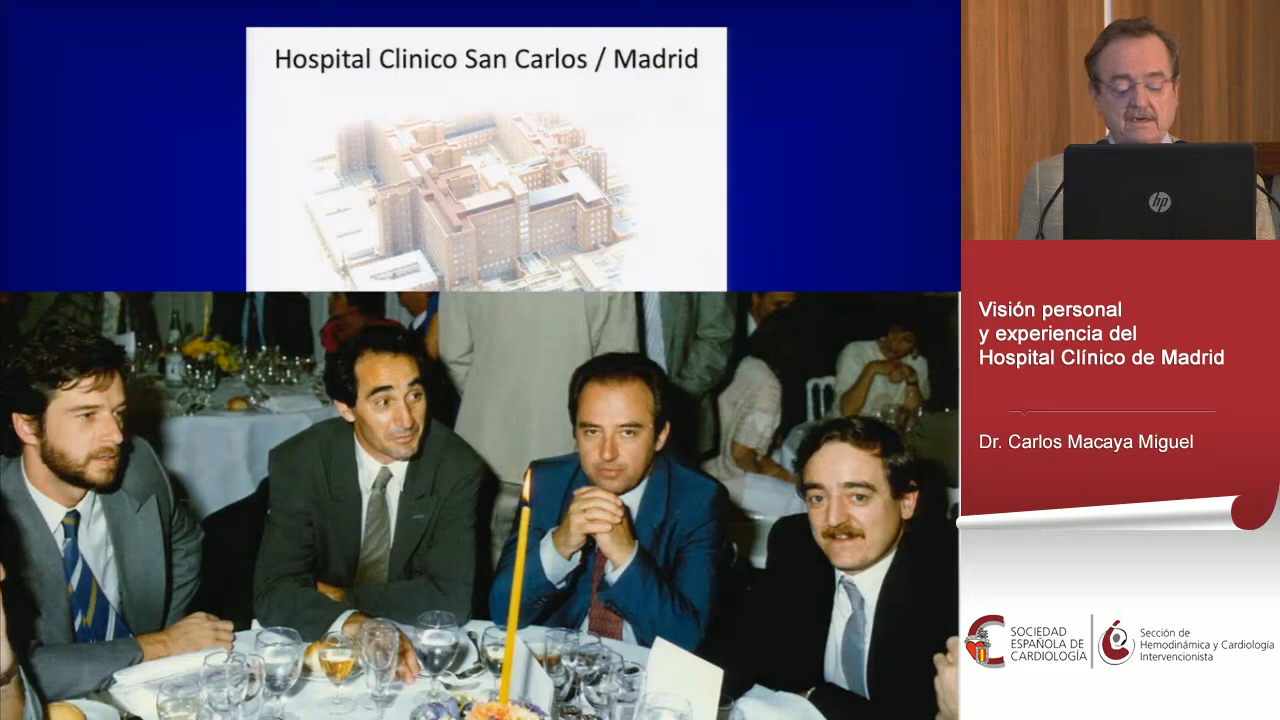 Hospital Clinico San Carlos / Madrid
hp
Visión personal
y experiencia del
Hospital Clínico de Madrid
Dr. Carlos Macaya Miguel
SOCIEDAD
ESPAÑOLA DE
CARDIOLOGÍA
Sección de
Hemodinámica y Cardiología
Intervencionista